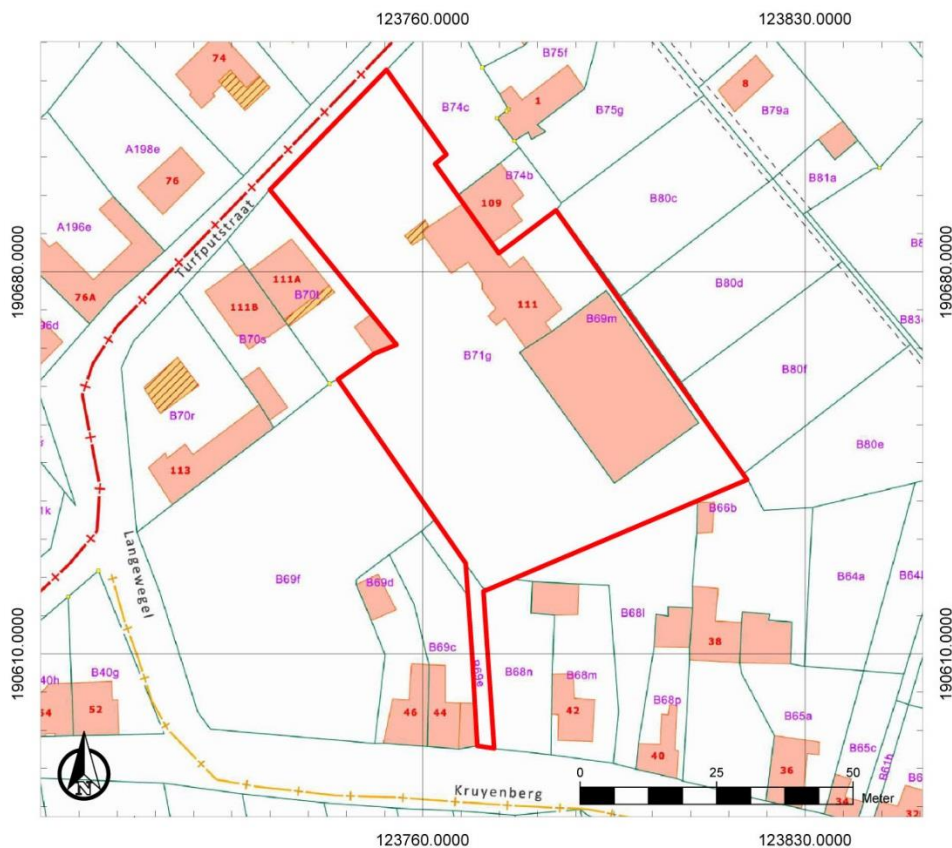 123760.0000
123830.0000
190680.0000
190610.0000
74
B75f
8
B74c
1
B75g
B79a
A198e
76
B74b
B81a
109
B80c
A196e
Turfputstraat
111A
76A
111B
B70t
111
B69m
B80d
B70s
B71g
B80f
B70r
B80e
113
B66b
Langewegel
B69f
B69d
B64a
B68l
38
B69c
B69e
B68n
B68m
B40g
52
46
44
42
B68p
B65a
40
36
B65c
B61h
34
Kruyenberg
0
25
50
Meter
N
190680.0000
190610.0000
123760.0000
123830.0000